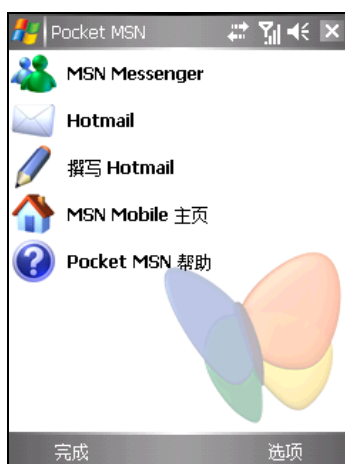 Pocket MSN
MSN Messenger
Hotmail
撰写 Hotmail
MSN Mobile 主页
Pocket MSN 帮助
完成 选项